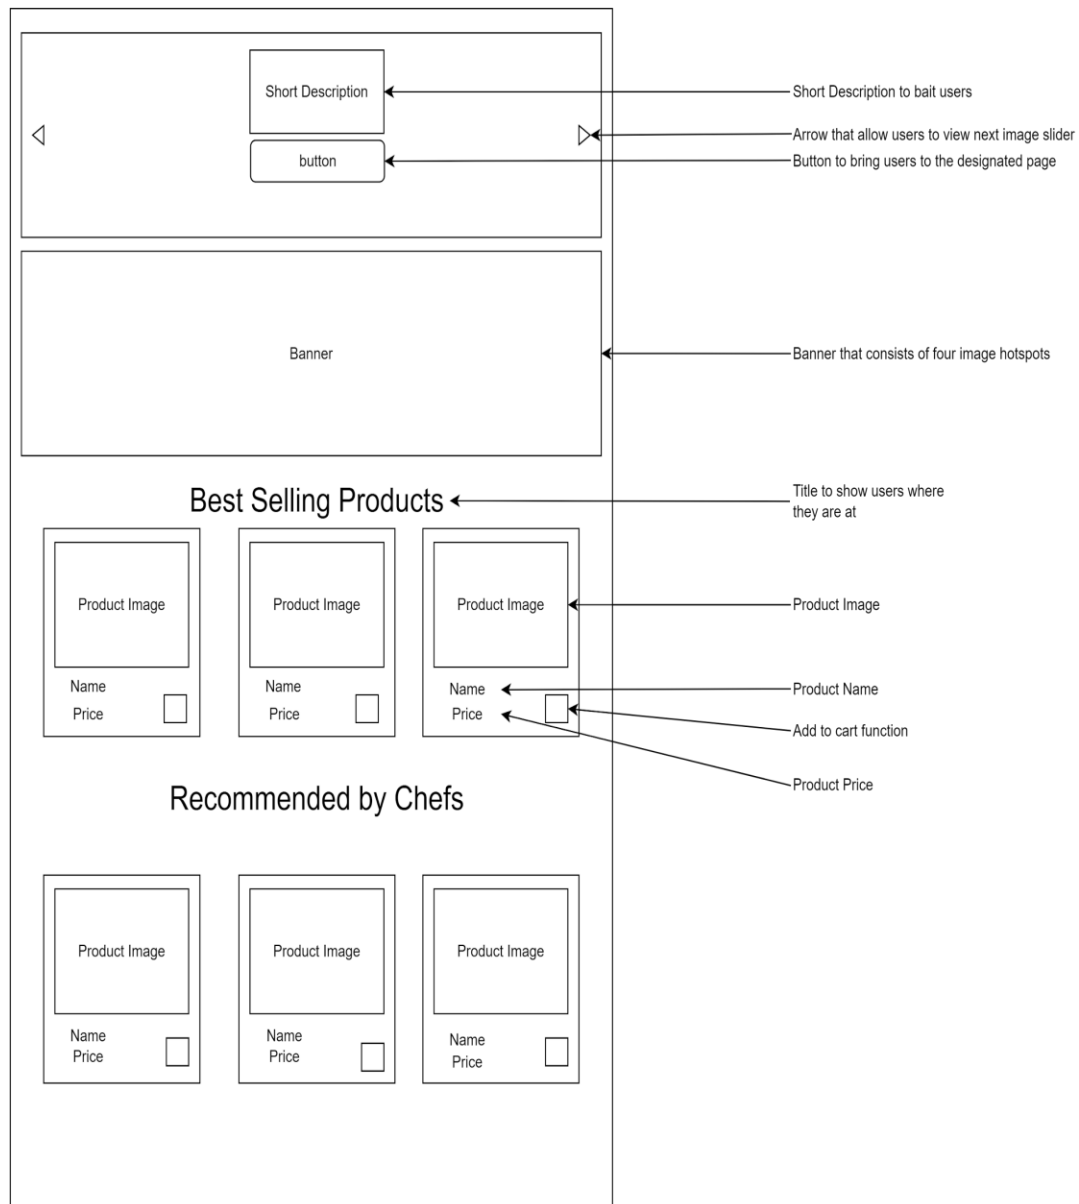 Short Description
Short Description to bait users
Arrow that allow users to view next image slider
button
Button to bring users to the designated page
Banner
Banner that consists of four image hotspots
Best Selling Products
Title to show users where
they are at
Product Image
Product Image
Product Image
Product Image
Name
Name
Name
Product Name
Price
Price
Price
Add to cart function
Product Price
Recommended by Chefs
Product Image
Product Image
Product Image
Name
Name
Name
Price
Price
Price